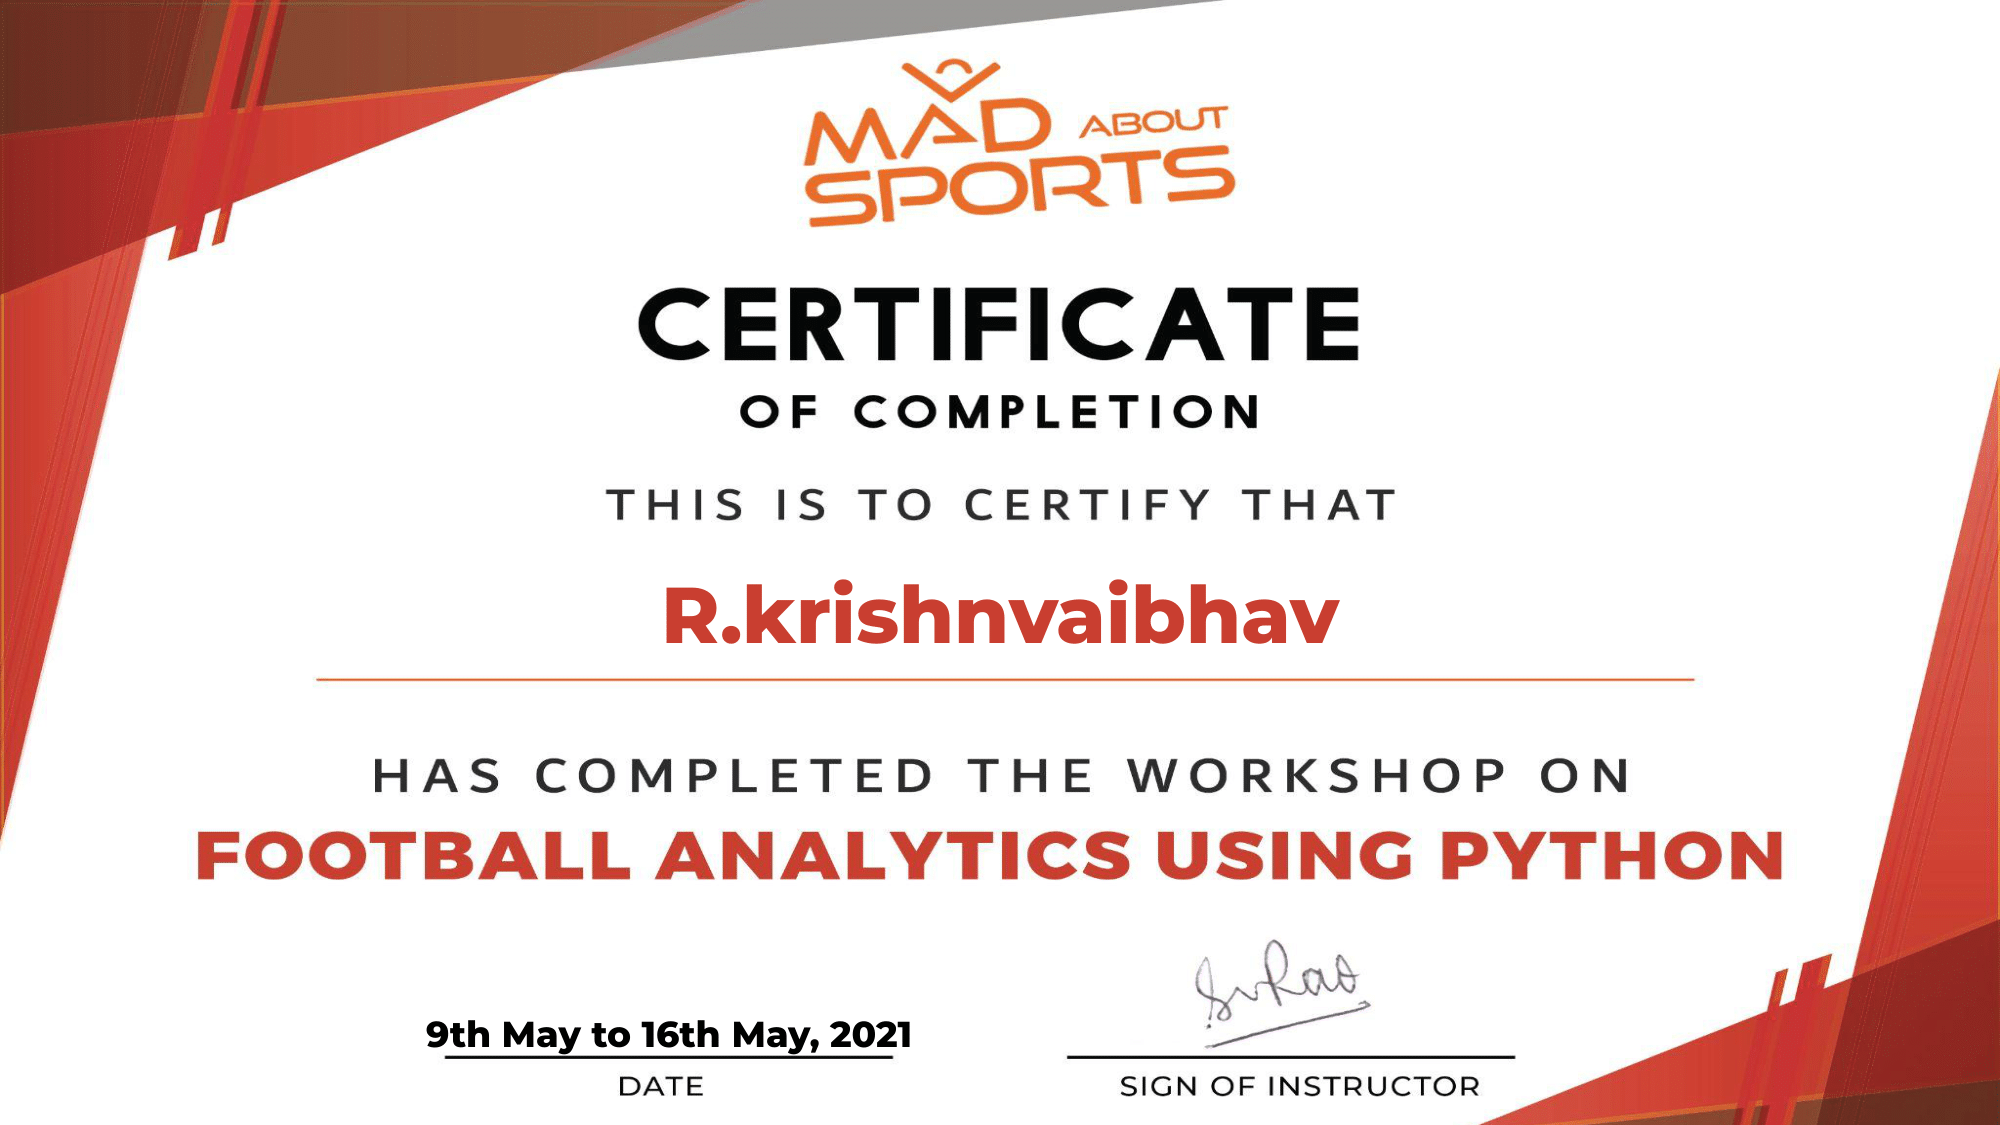 MAD ABOUT
SPORTS
CERTIFICATE
OF COMPLETION
THIS IS TO CERTIFY THAT
R.krishnvaibhav
HAS COMPLETED THE WORKSHOP ON
FOOTBALL ANALYTICS USING PYTHON
9th May to 16th May, 2021
DATE
SIGN OF INSTRUCTOR